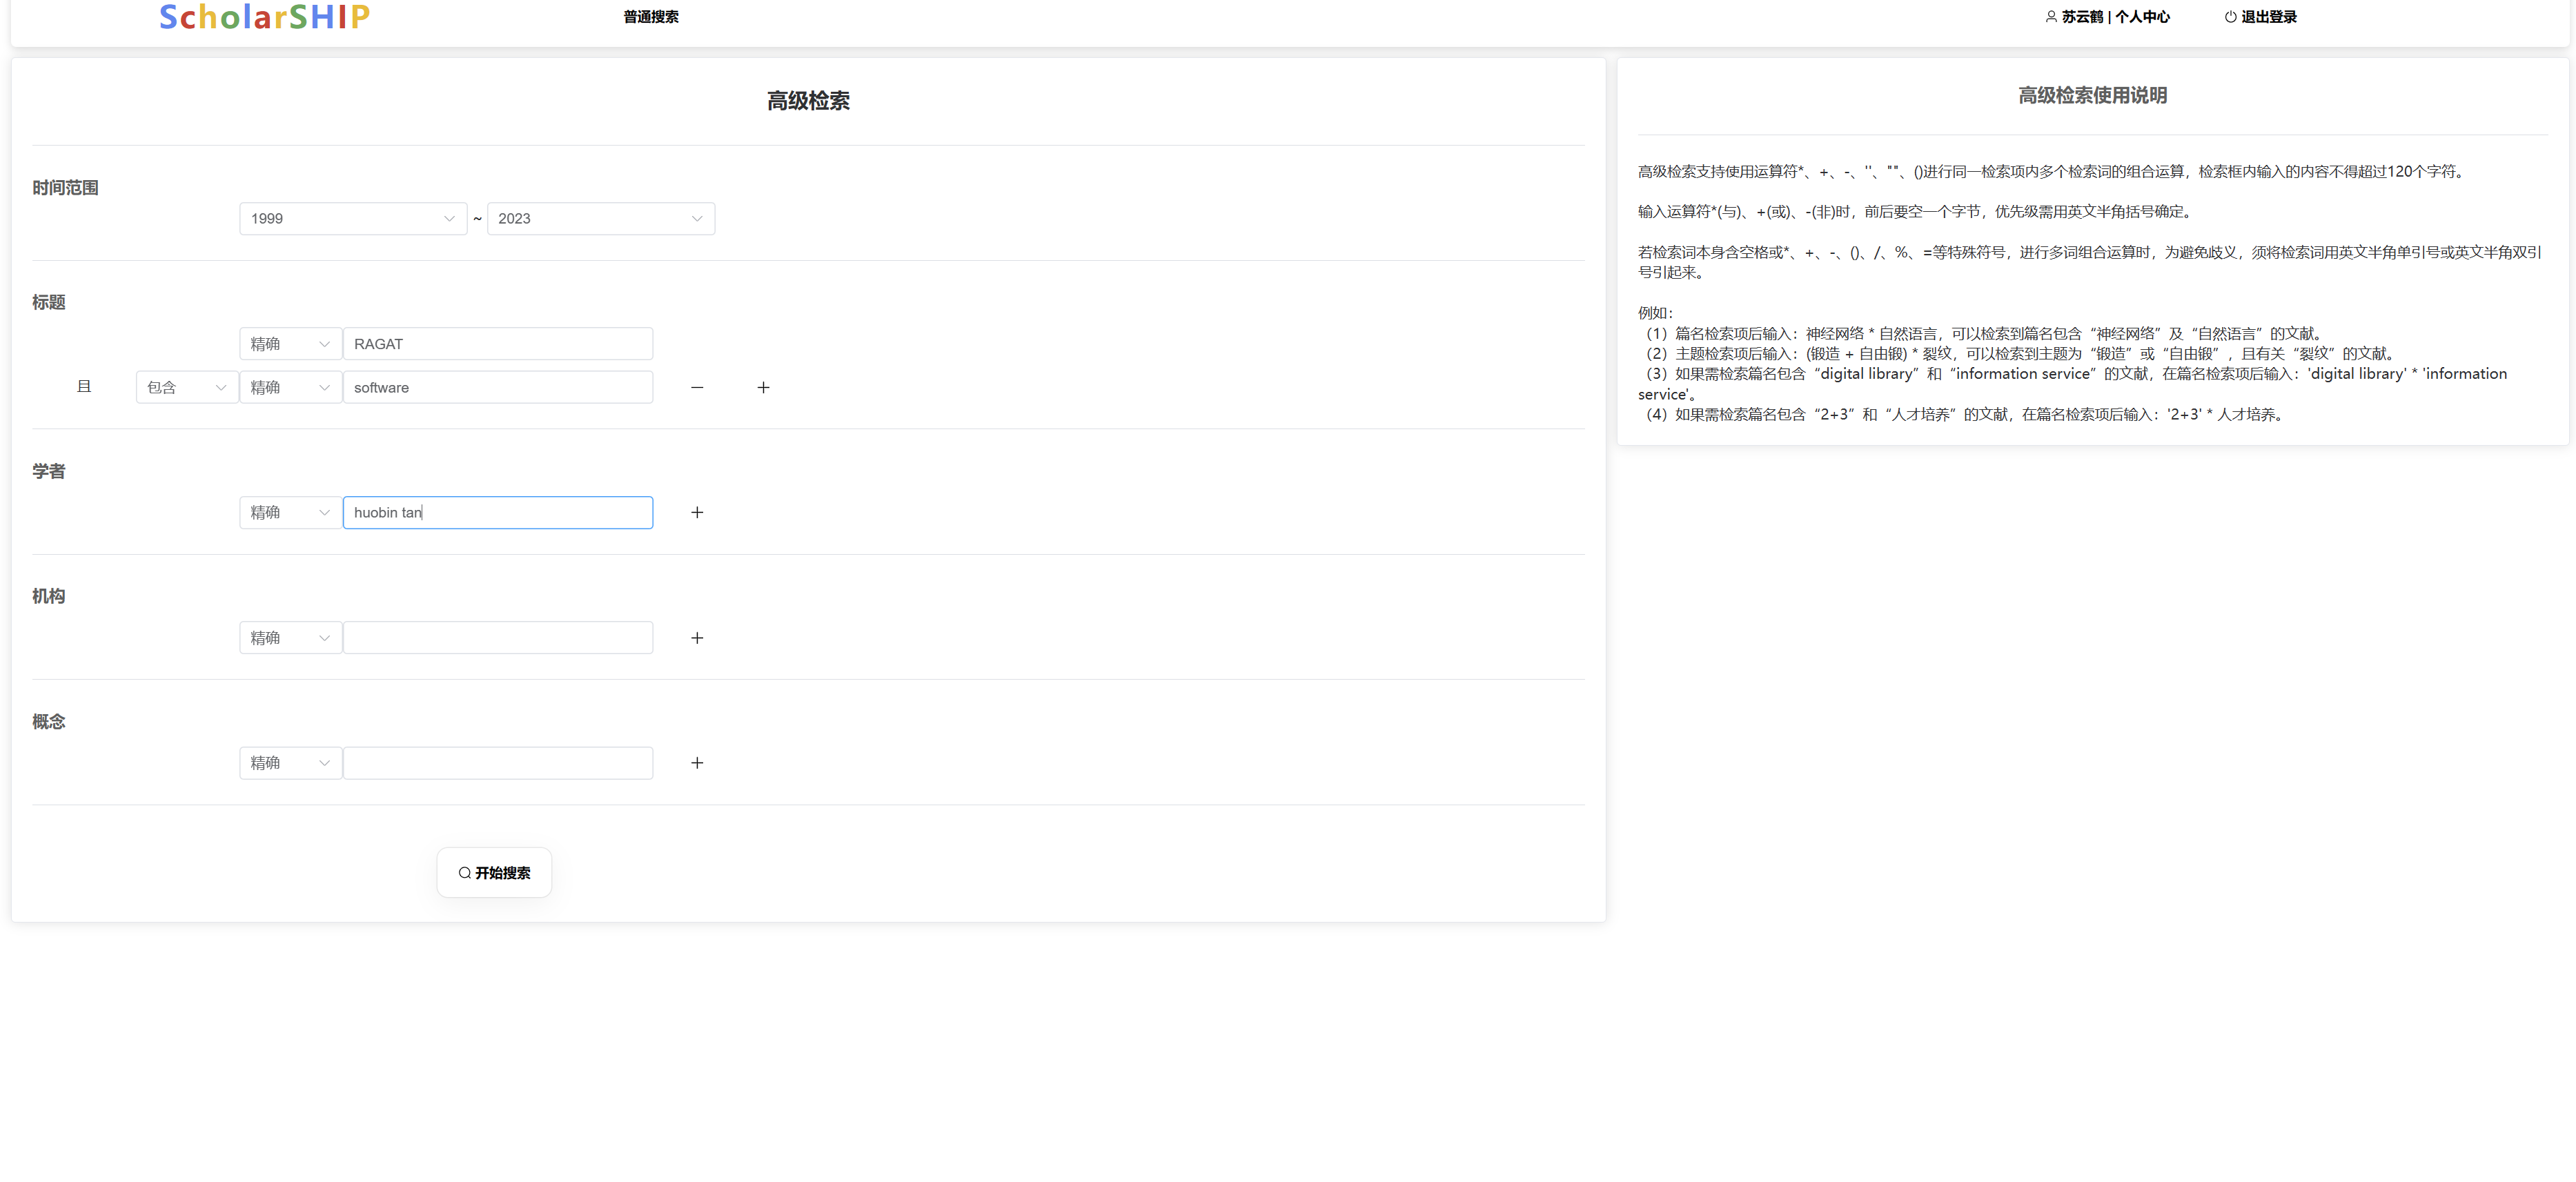 ScholarSHIP 普通搜索 苏云鹤 | 个人中心 退出登录
高级检索
时间范围
1999 ~ 2023
标题
精确 RAGAT
且 包含 精确 software
学者
精确 huobin tan
机构
精确
概念
精确
开始搜索
高级检索使用说明
高级检索支持使用运算符*、+、-、''、""、()进行同一检索项内多个检索词的组合运算，检索框内输入的内容不得超过120个字符。
输入运算符*(与)、+(或)、-(非)时，前后要空一个字节，优先级需用英文半角括号确定。
若检索词本身含空格或*、+、-、()、/、%、=等特殊符号，进行多词组合运算时，为避免歧义，须将检索词用英文半角单引号或英文半角双引
号引起来。
例如：
（1）篇名检索项后输入：神经网络 * 自然语言，可以检索到篇名包含“神经网络”及“自然语言”的文献。
（2）主题检索项后输入：(锻造 + 自由锻) * 裂纹，可以检索到主题为“锻造”或“自由锻”，且有关“裂纹”的文献。
（3）如果需检索篇名包含“digital library”和“information service”的文献，在篇名检索项后输入：'digital library' * 'information
service'。
（4）如果需检索篇名包含“2+3”和“人才培养”的文献，在篇名检索项后输入：'2+3' * 人才培养。